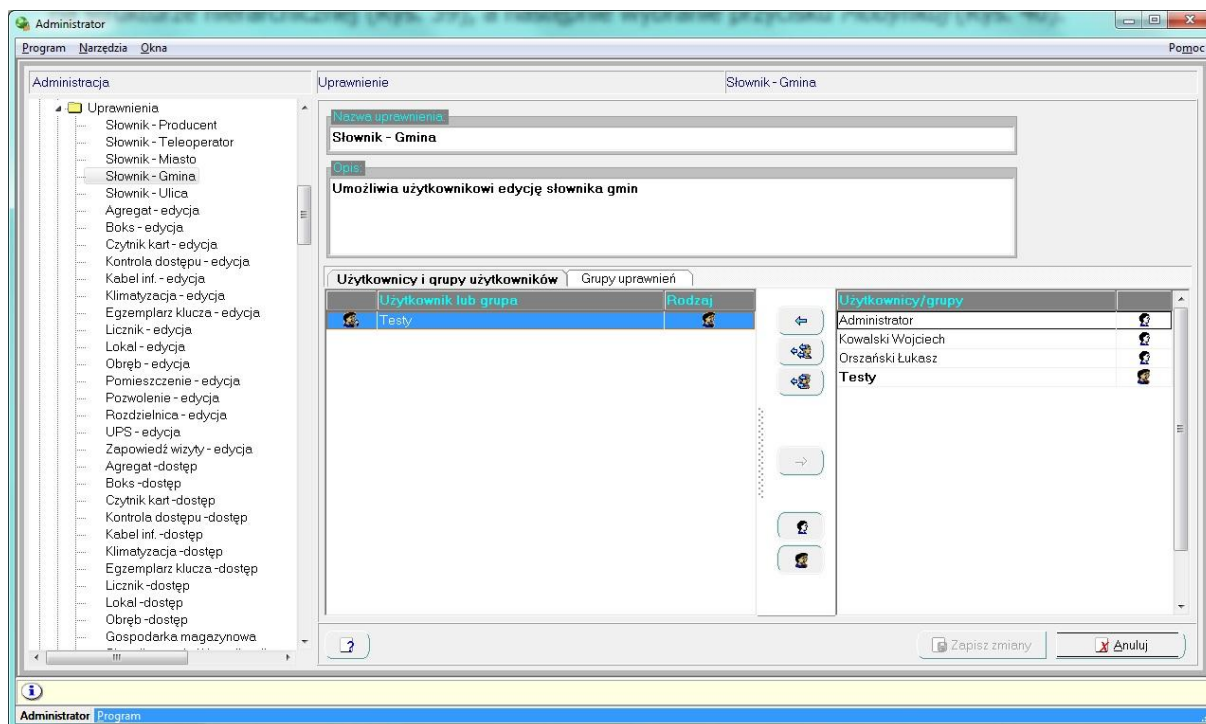 Administrator
Program Narzędzia Okna Pomoc
Administracja Uprawnienie Słownik - Gmina
Uprawnienia
Słownik - Producent
Słownik - Teleoperator
Słownik - Miasto
Słownik - Gmina
Słownik - Ulica
Agregat - edycja
Boks - edycja
Czytnik kart - edycja
Kontrola dostępu - edycja
Kabel inf. - edycja
Klimatyzacja - edycja
Egzemplarz klucza - edycja
Licznik - edycja
Lokal - edycja
Obręb - edycja
Pomieszczenie - edycja
Pozwolenie - edycja
Rozdzielnica - edycja
UPS - edycja
Zapowiedź wizyty - edycja
Agregat -dostęp
Boks -dostęp
Czytnik kart -dostęp
Kontrola dostępu -dostęp
Kabel inf. -dostęp
Klimatyzacja -dostęp
Egzemplarz klucza -dostęp
Licznik -dostęp
Lokal -dostęp
Obręb -dostęp
Gospodarka magazynowa
Nazwa uprawnienia:
Słownik - Gmina
Opis:
Umożliwia użytkownikowi edycję słownika gmin
Użytkownicy i grupy użytkowników Grupy uprawnień
Użytkownik lub grupa Rodzaj
Testy
Użytkownicy/grupy
Administrator
Kowalski Wojciech
Orszański Łukasz
Testy
Zapisz zmiany Anuluj
Administrator Program